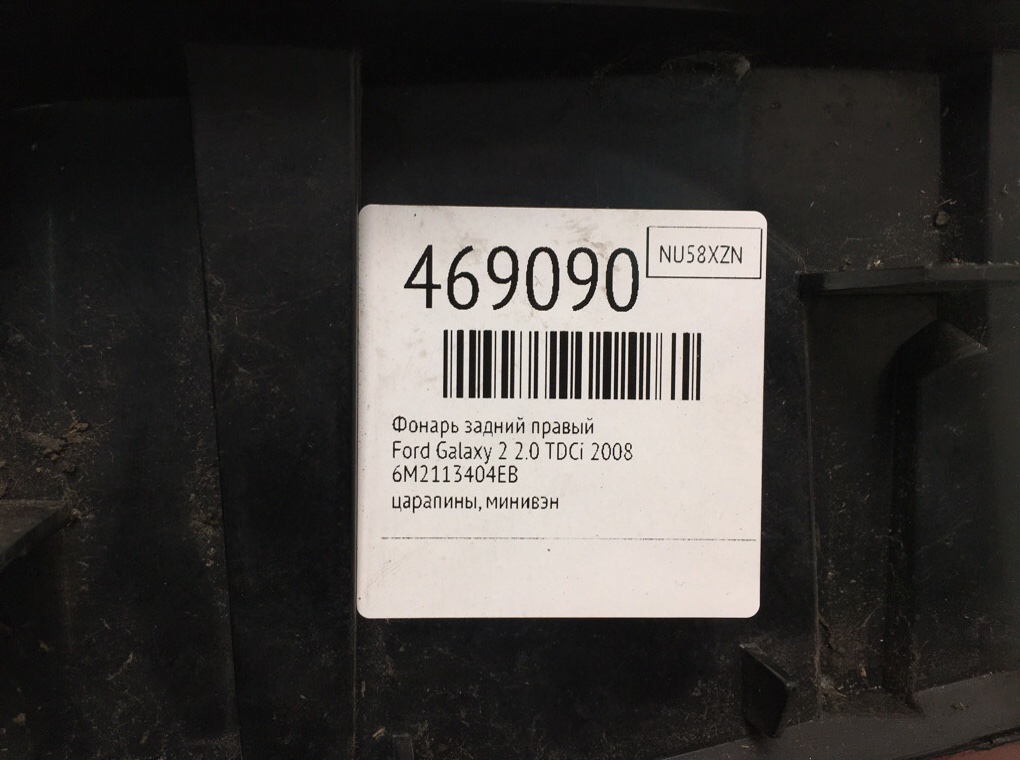 469090
NU58XZN
Фонарь задний правый
Ford Galaxy 2 2.0 TDCi 2008
6M2113404EB
царапины, минивэн